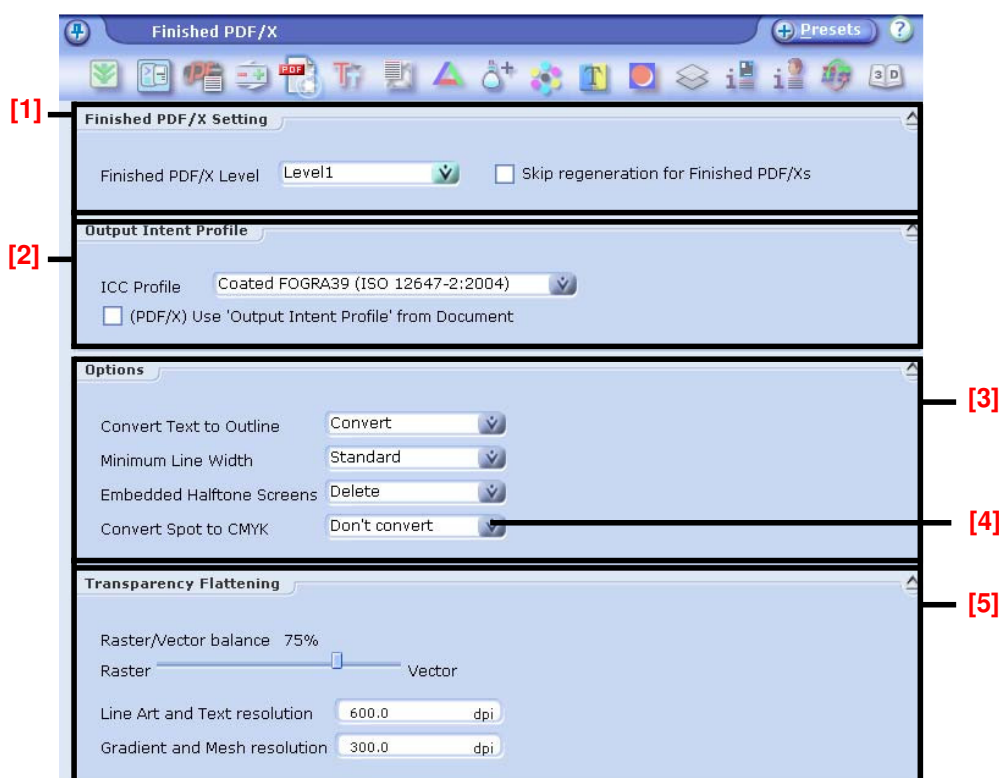 Finished PDF/X
Presets ?
PDF
3 D
[1]
Finished PDF/X Setting
Finished PDF/X Level Level1 Skip regeneration for Finished PDF/Xs
[2]
Output Intent Profile
ICC Profile Coated FOGRA39 (ISO 12647-2:2004)
(PDF/X) Use 'Output Intent Profile' from Document
Options
[3]
Convert Text to Outline Convert
Minimum Line Width Standard
Embedded Halftone Screens Delete
Convert Spot to CMYK Don't convert
[4]
Transparency Flattening
[5]
Raster/Vector balance 75%
Raster Vector
Line Art and Text resolution 600.0 dpi
Gradient and Mesh resolution 300.0 dpi